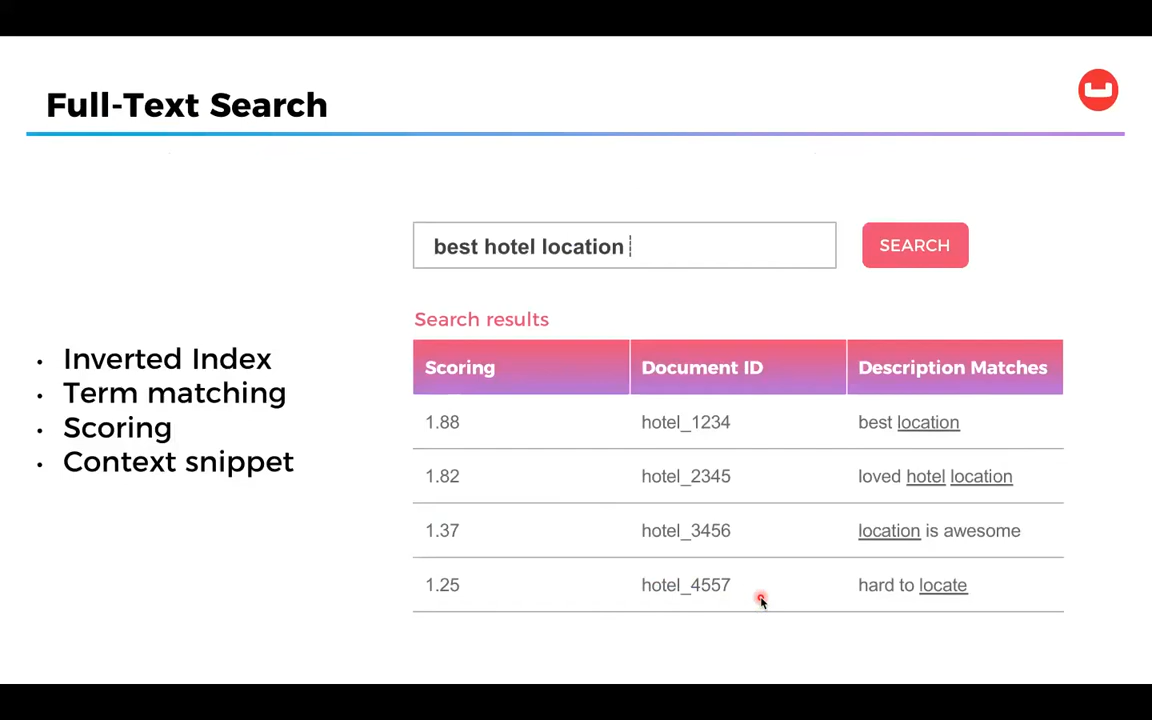 Full-Text Search
best hotel location
SEARCH
Search results
• Inverted Index
• Term matching
• Scoring
• Context snippet
Scoring Document ID Description Matches
1.88 hotel_1234 best location
1.82 hotel_2345 loved hotel location
1.37 hotel_3456 location is awesome
1.25 hotel_4557 hard to locate